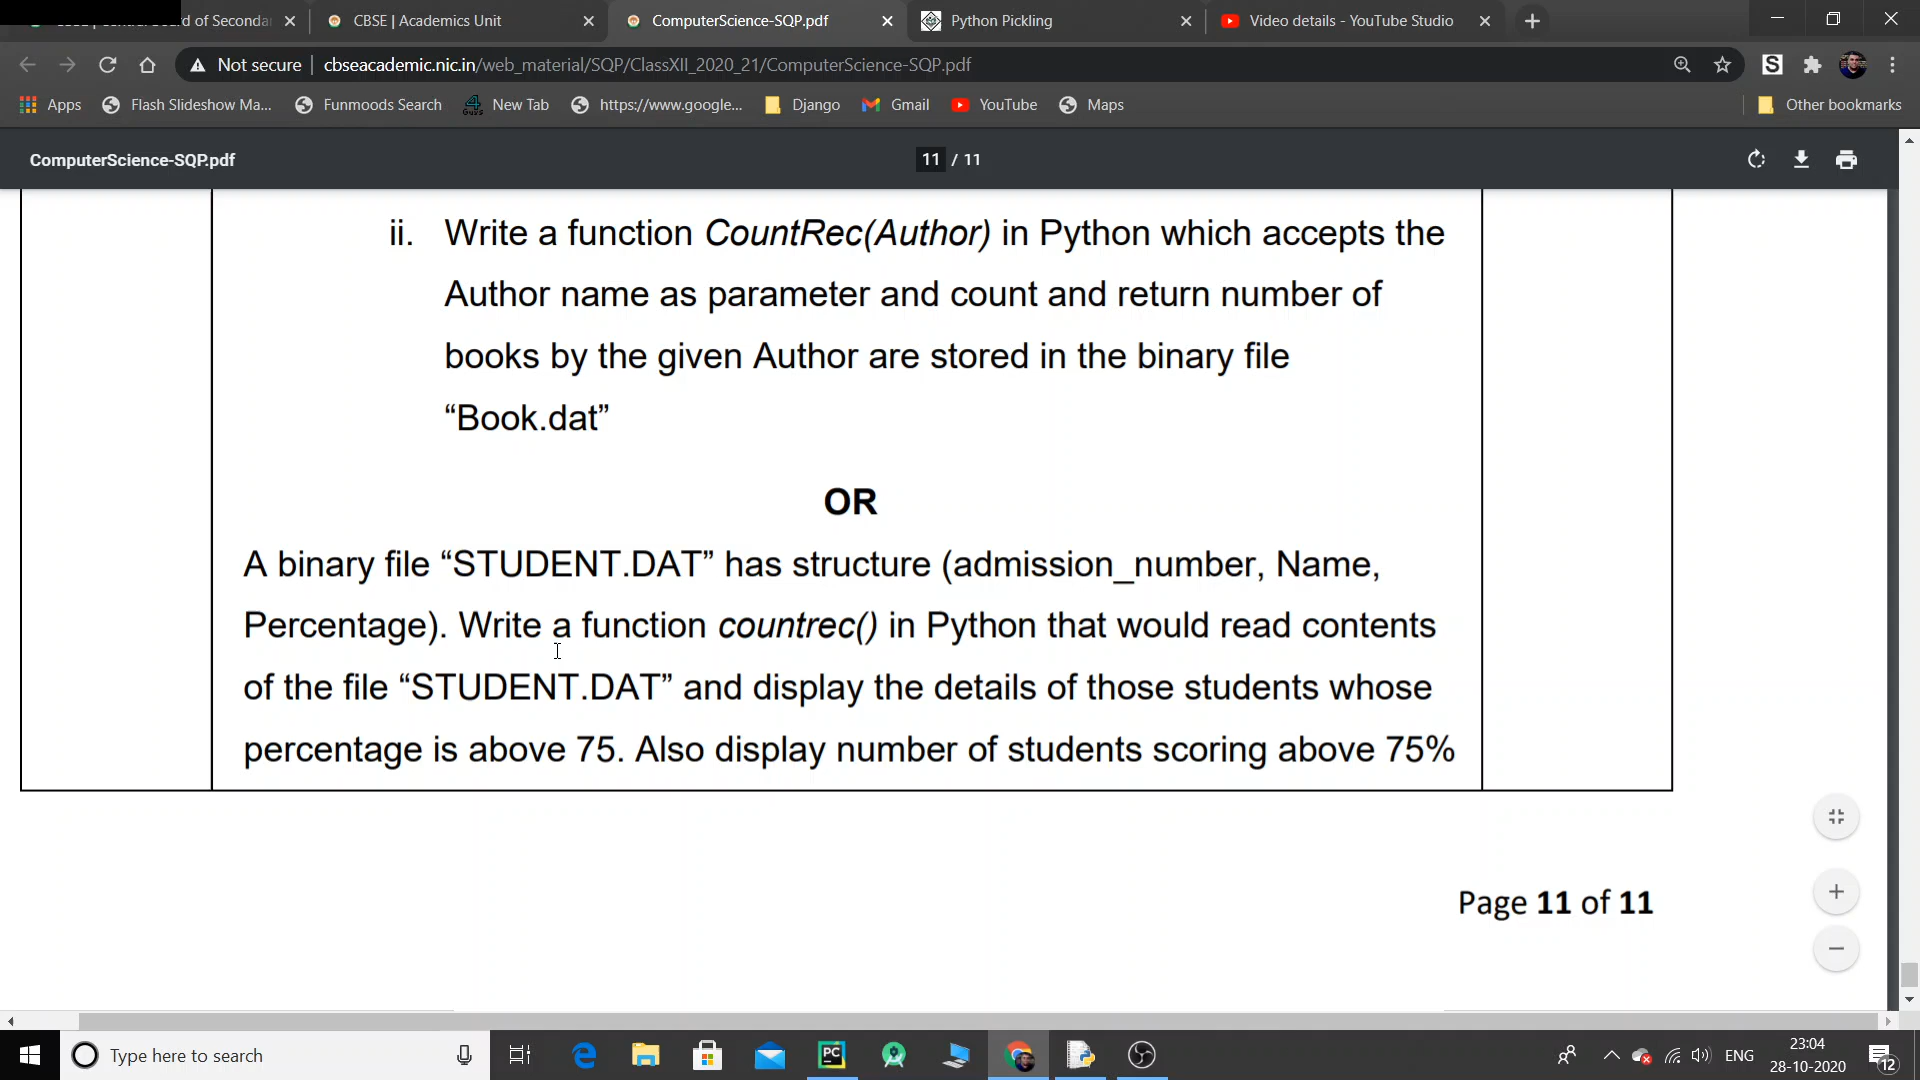 d of Seconda
CBSE | Academics Unit
ComputerScience-SQP.pdf
Python Pickling
Video details - YouTube Studio
Not secure | cbseacademic.nic.in/web_material/SQP/ClassXII_2020_21/ComputerScience-SQP.pdf
Apps
Flash Slideshow Ma...
Funmoods Search
New Tab
https://www.google...
Django
Gmail
YouTube
Maps
Other bookmarks
ComputerScience-SQP.pdf
11 / 11
ii. Write a function CountRec(Author) in Python which accepts the
Author name as parameter and count and return number of
books by the given Author are stored in the binary file
“Book.dat”
OR
A binary file “STUDENT.DAT” has structure (admission_number, Name,
Percentage). Write a function countrec() in Python that would read contents
of the file “STUDENT.DAT” and display the details of those students whose
percentage is above 75. Also display number of students scoring above 75%
Page 11 of 11
Type here to search
ENG
23:04
28-10-2020
12